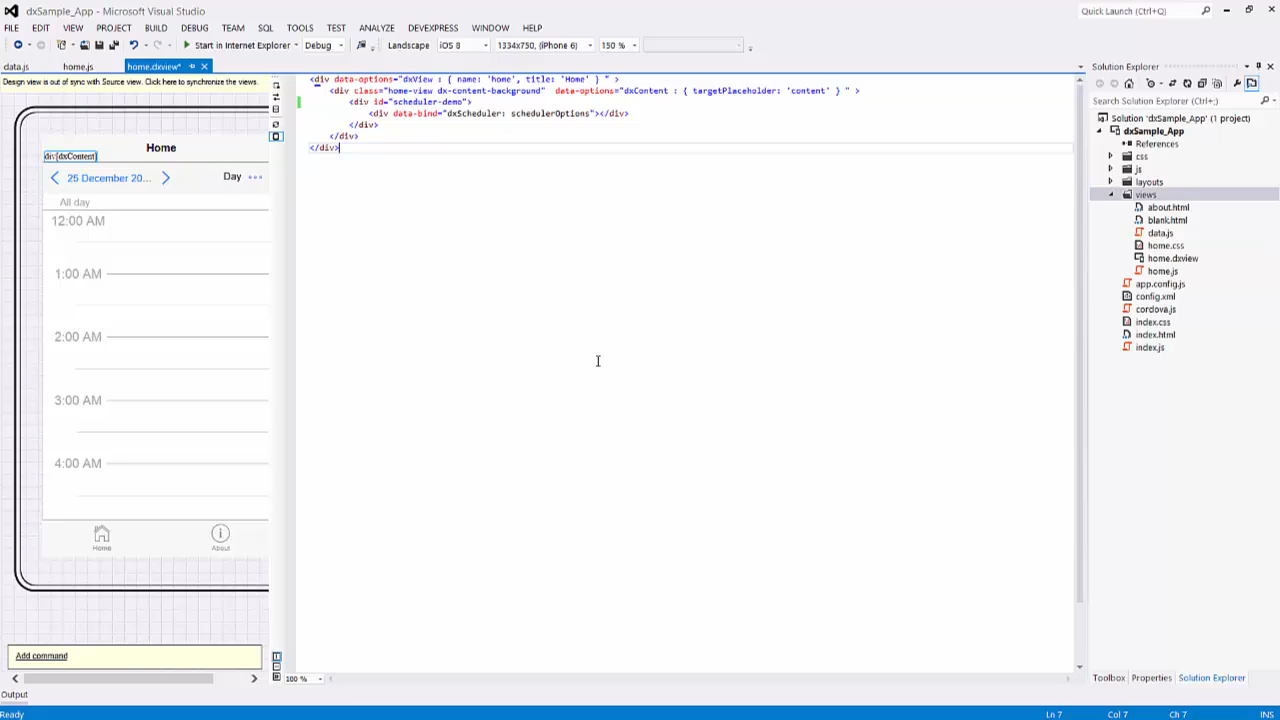 dxSample_App - Microsoft Visual Studio
Quick Launch (Ctrl+Q)
FILE EDIT VIEW PROJECT BUILD DEBUG TEAM SQL TOOLS TEST ANALYZE DEVEXPRESS WINDOW HELP
Start in Internet Explorer Debug Landscape iOS 8 1334x750, (iPhone 6) 150 %
data.js home.js home.dxview*
Design view is out of sync with Source view. Click here to synchronize the views.
div[dxContent]
Home
25 December 20... Day
All day
12:00 AM
1:00 AM
2:00 AM
3:00 AM
4:00 AM
Home About
Add command
<div data-options="dxView : { name: 'home', title: 'Home' } " >
<div class="home-view dx-content-background" data-options="dxContent : { targetPlaceholder: 'content' } " >
<div id="scheduler-demo">
<div data-bind="dxScheduler: schedulerOptions"></div>
</div>
</div>
</div>
100 %
Solution Explorer
Search Solution Explorer (Ctrl+;)
Solution 'dxSample_App' (1 project)
dxSample_App
References
css
js
layouts
views
about.html
blank.html
data.js
home.css
home.dxview
home.js
app.config.js
config.xml
cordova.js
index.css
index.html
index.js
Toolbox Properties Solution Explorer
Output
Ready Ln 7 Col 7 Ch 7 INS